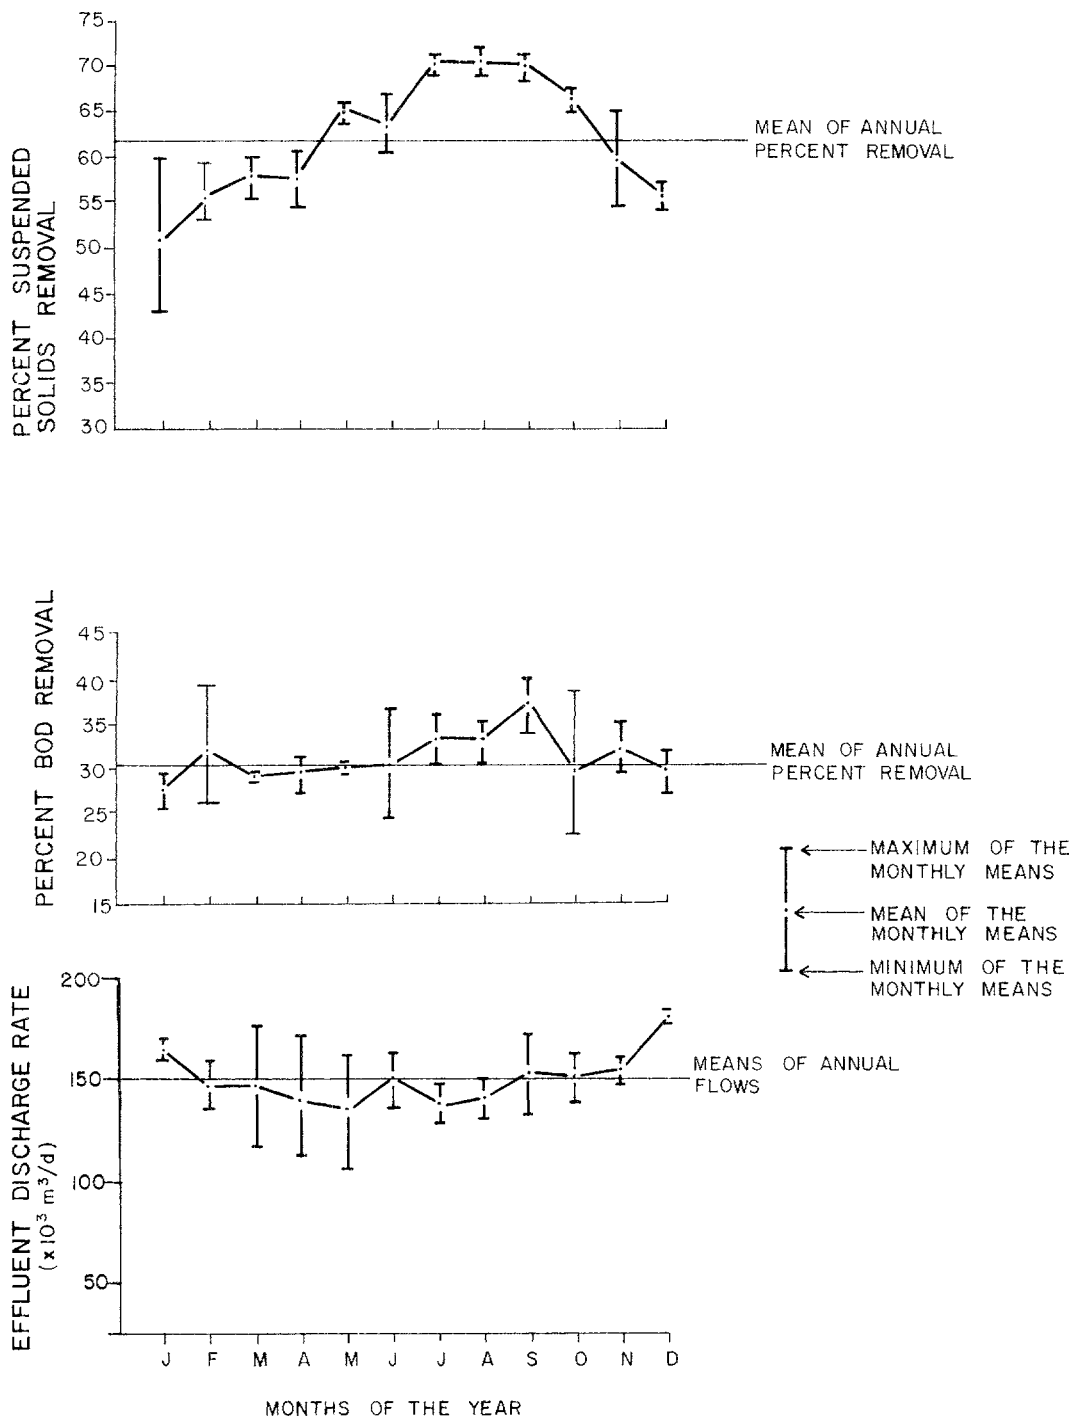 PERCENT SUSPENDED
SOLIDS REMOVAL
75
70
65
60
55
50
45
40
35
30
MEAN OF ANNUAL
PERCENT REMOVAL
PERCENT BOD REMOVAL
45
40
35
30
25
20
15
MEAN OF ANNUAL
PERCENT REMOVAL
MAXIMUM OF THE
MONTHLY MEANS
MEAN OF THE
MONTHLY MEANS
MINIMUM OF THE
MONTHLY MEANS
EFFLUENT DISCHARGE RATE
(x10³ m³/d)
200
150
100
50
MEANS OF ANNUAL
FLOWS
J F M A M J J A S O N D
MONTHS OF THE YEAR